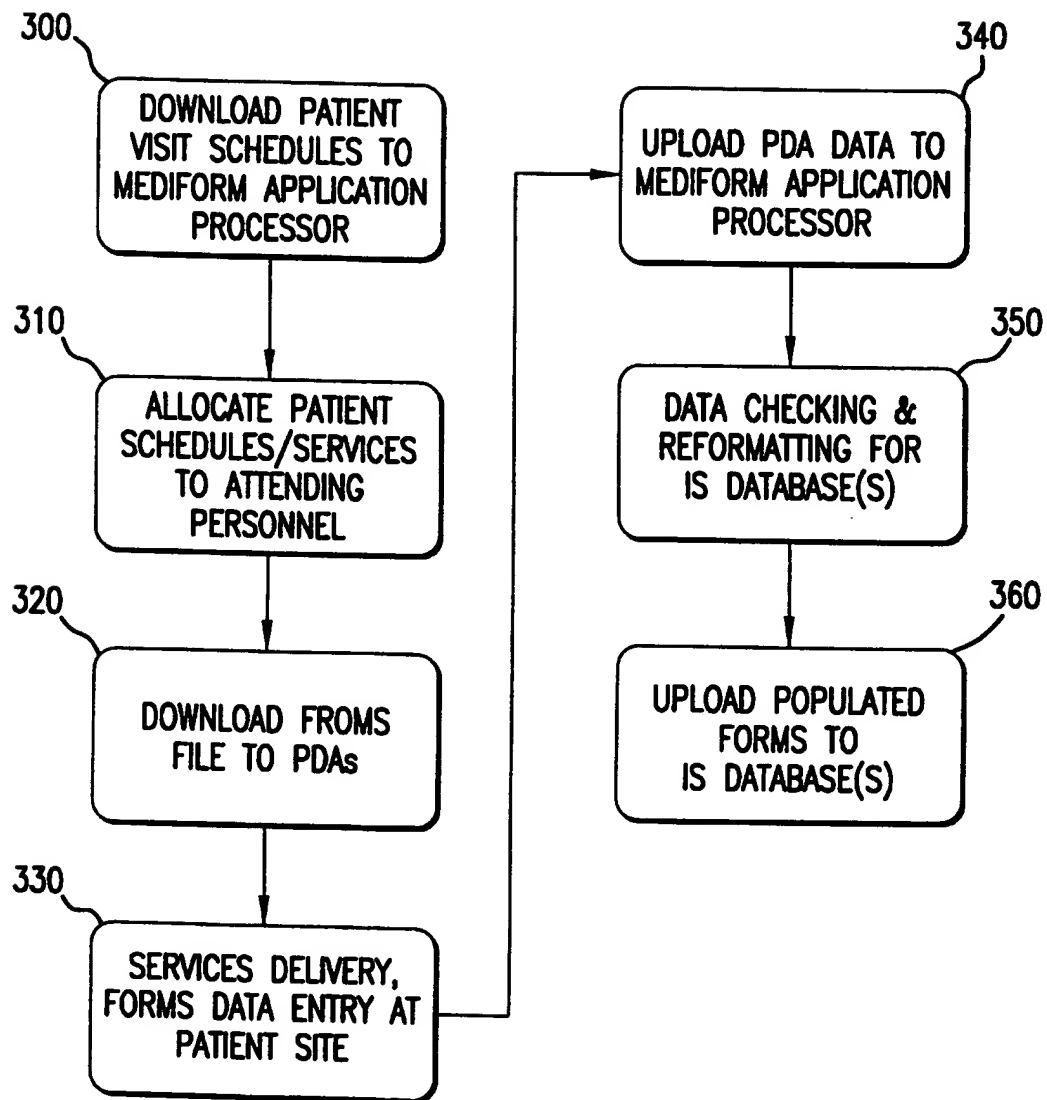 300
DOWNLOAD PATIENT
VISIT SCHEDULES TO
MEDIFORM APPLICATION
PROCESSOR
310
ALLOCATE PATIENT
SCHEDULES/SERVICES
TO ATTENDING
PERSONNEL
320
DOWNLOAD FROMS
FILE TO PDAs
330
SERVICES DELIVERY,
FORMS DATA ENTRY AT
PATIENT SITE
340
UPLOAD PDA DATA TO
MEDIFORM APPLICATION
PROCESSOR
350
DATA CHECKING &
REFORMATTING FOR
IS DATABASE(S)
360
UPLOAD POPULATED
FORMS TO
IS DATABASE(S)